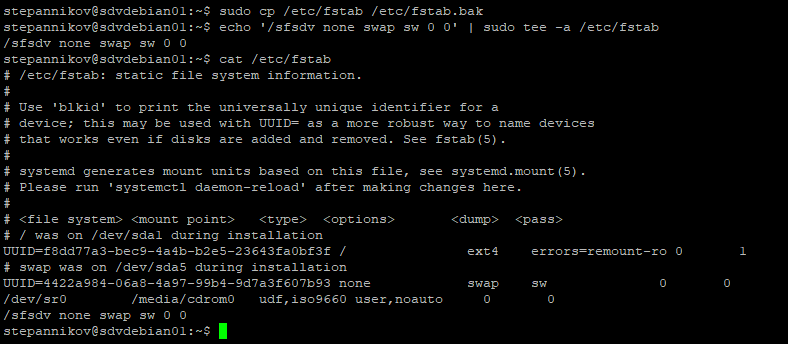 stepannikov@sdvdebian01:~$ sudo cp /etc/fstab /etc/fstab.bak
stepannikov@sdvdebian01:~$ echo '/sfsdv none swap sw 0 0' | sudo tee -a /etc/fstab
/sfsdv none swap sw 0 0
stepannikov@sdvdebian01:~$ cat /etc/fstab
# /etc/fstab: static file system information.
#
# Use 'blkid' to print the universally unique identifier for a
# device; this may be used with UUID= as a more robust way to name devices
# that works even if disks are added and removed. See fstab(5).
#
# systemd generates mount units based on this file, see systemd.mount(5).
# Please run 'systemctl daemon-reload' after making changes here.
#
# <file system> <mount point>   <type>  <options>       <dump>  <pass>
# / was on /dev/sda1 during installation
UUID=f8dd77a3-bec9-4a4b-b2e5-23643fa0bf3f /               ext4    errors=remount-ro 0       1
# swap was on /dev/sda5 during installation
UUID=4422a984-06a8-4a97-99b4-9d7a3f607b93 none            swap    sw              0       0
/dev/sr0        /media/cdrom0   udf,iso9660 user,noauto     0       0
/sfsdv none swap sw 0 0
stepannikov@sdvdebian01:~$